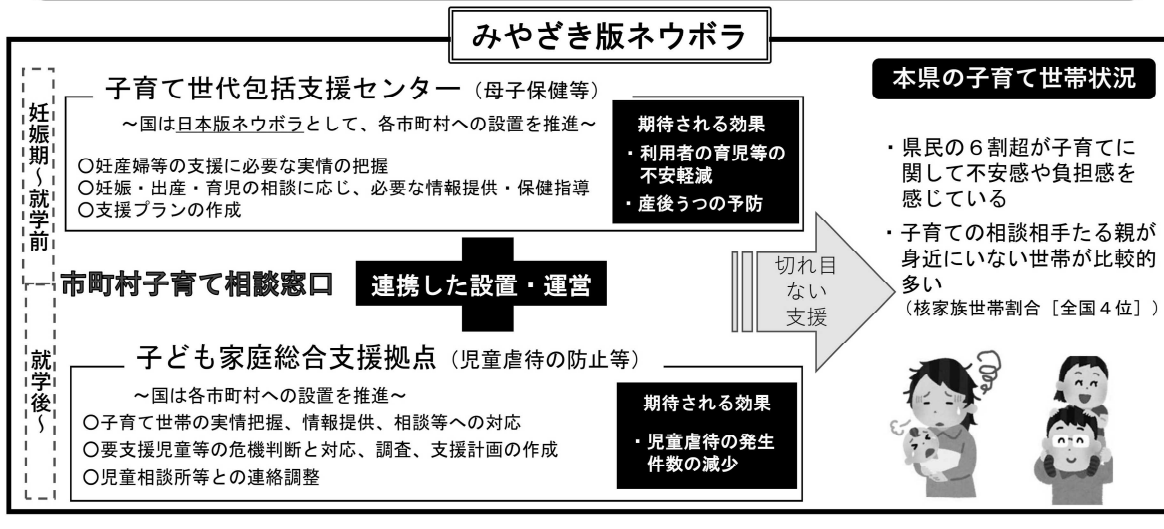 みやざき版ネウボラ
妊娠期～就学前
子育て世代包括支援センター（母子保健等）
～国は日本版ネウボラとして、各市町村への設置を推進～
〇妊産婦等の支援に必要な実情の把握
〇妊娠・出産・育児の相談に応じ、必要な情報提供・保健指導
〇支援プランの作成
期待される効果
・利用者の育児等の
不安軽減
・産後うつの予防
市町村子育て相談窓口
連携した設置・運営
就学後～
子ども家庭総合支援拠点（児童虐待の防止等）
～国は各市町村への設置を推進～
〇子育て世帯の実情把握、情報提供、相談等への対応
〇要支援児童等の危機判断と対応、調査、支援計画の作成
〇児童相談所等との連絡調整
期待される効果
・児童虐待の発生
件数の減少
切れ目
ない
支援
本県の子育て世帯状況
・県民の６割超が子育てに
関して不安感や負担感を
感じている
・子育ての相談相手たる親が
身近にいない世帯が比較的
多い
（核家族世帯割合［全国４位］）